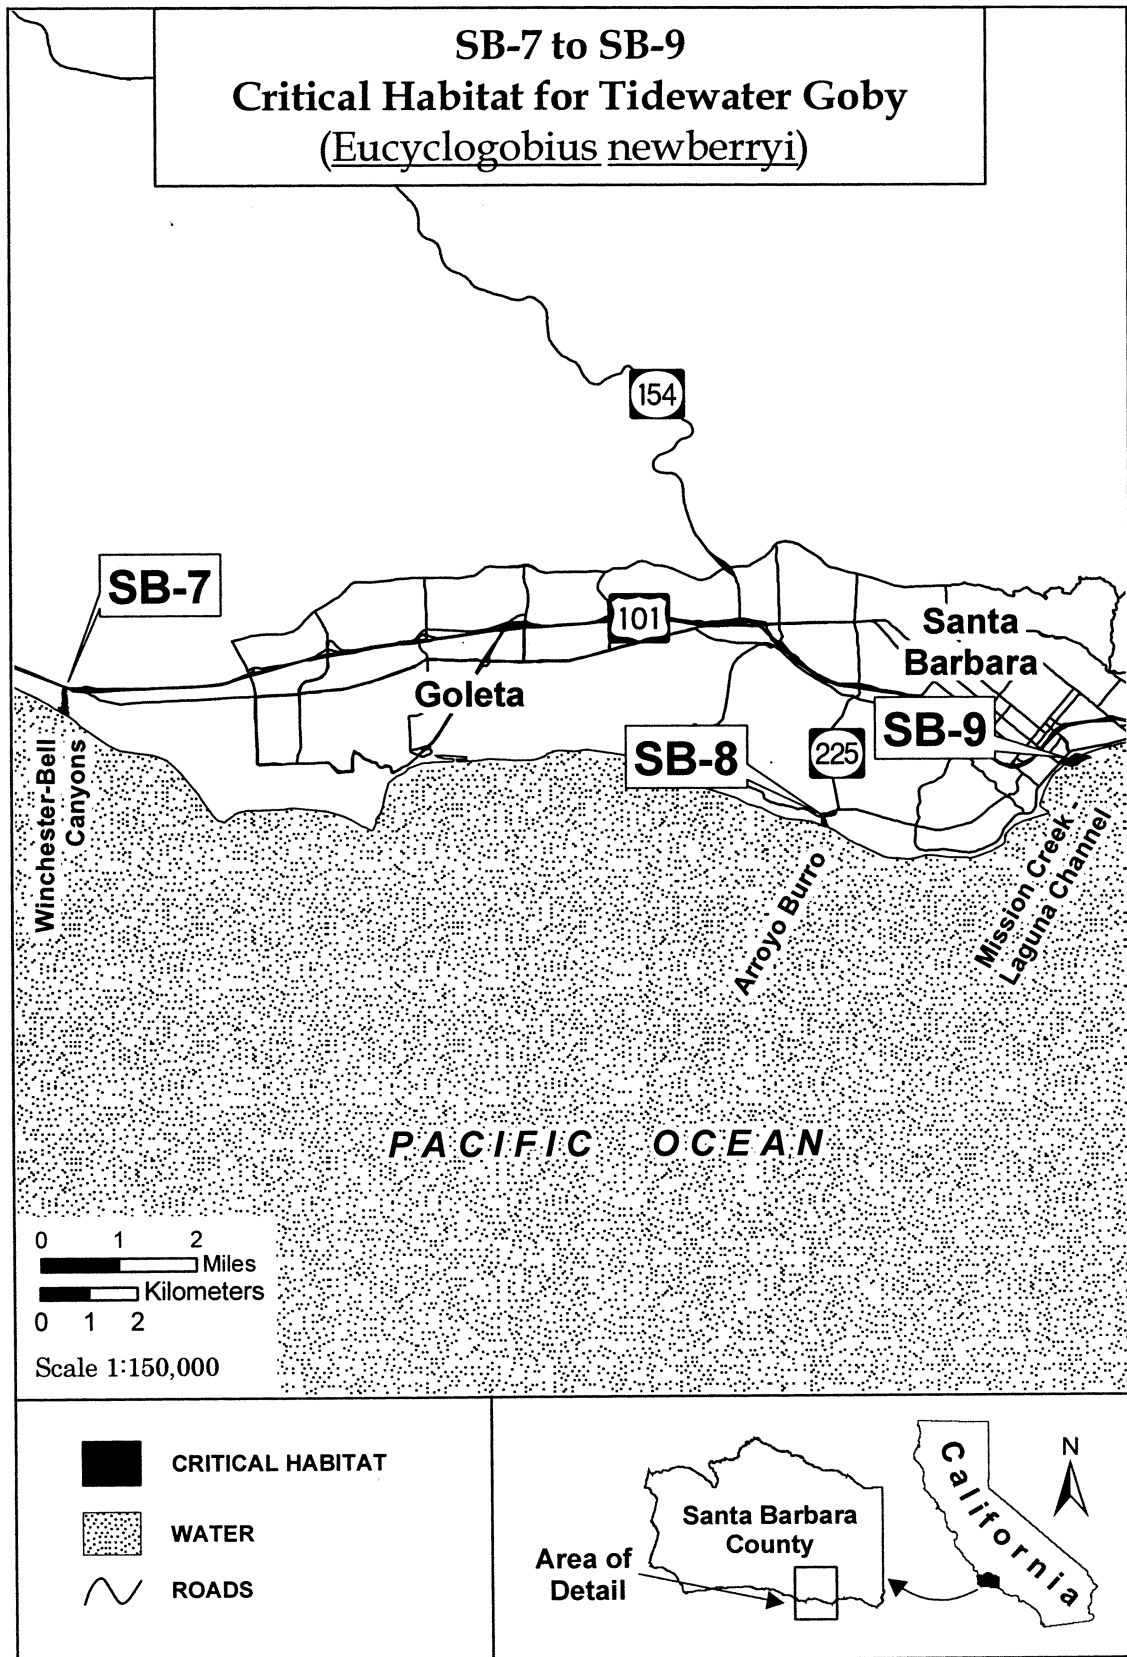 SB-7 to SB-9
Critical Habitat for Tidewater Goby
(Eucyclogobius newberryi)
154
SB-7
101
Santa
Barbara
Goleta
SB-9
SB-8
225
Winchester-Bell
Canyons
Arroyo Burro
Mission Creek -
Laguna Channel
PACIFIC OCEAN
0 1 2
Miles
Kilometers
0 1 2
Scale 1:150,000
CRITICAL HABITAT
WATER
ROADS
Santa Barbara
County
Area of
Detail
California
N